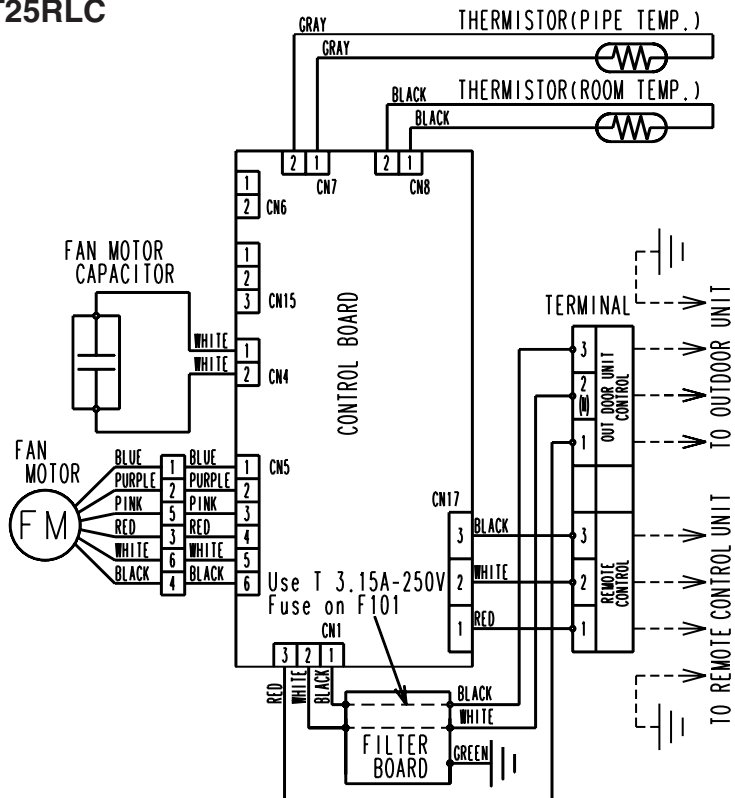 T25RLC
GRAY
THERMISTOR(PIPE TEMP.)
GRAY
BLACK
THERMISTOR(ROOM TEMP.)
BLACK
2 1
CN7
2 1
CN8
1
2 CN6
1
2
3 CN15
FAN MOTOR
CAPACITOR
WHITE
WHITE
1
2 CN4
CONTROL BOARD
TERMINAL
3
2
(N)
1
OUT DOOR UNIT
CONTROL
TO OUTDOOR UNIT
FAN
MOTOR
FM
BLUE 1 BLUE 1 CN5
PURPLE 2 PURPLE 2
PINK 5 PINK 3
RED 3 RED 4
WHITE 6 WHITE 5
BLACK 4 BLACK 6
CN17
3 BLACK 3
2 WHITE 2
1 RED 1
REMOTE
CONTROL
TO REMOTE CONTROL UNIT
Use T 3.15A-250V
Fuse on F101
CN1
3 2 1
RED
WHITE
BLACK
BLACK
WHITE
GREEN
FILTER
BOARD